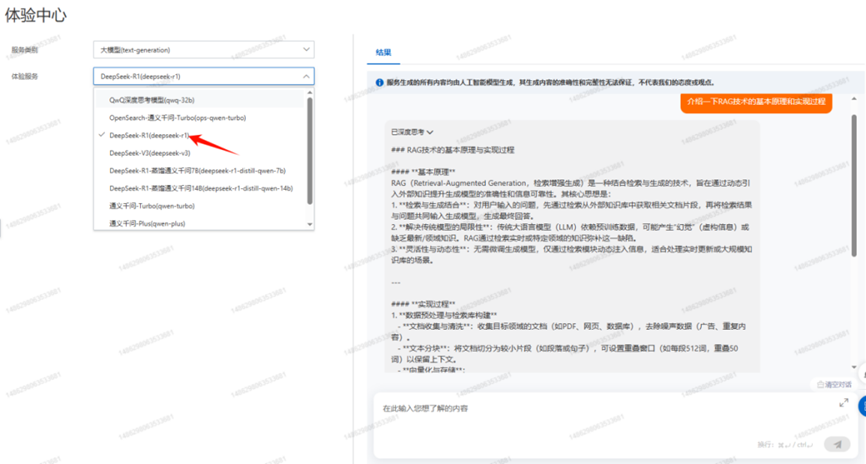 体验中心
服务类别
大模型(text-generation)
体验服务
DeepSeek-R1(deepseek-r1)
QwQ深度思考模型(qwq-32b)
OpenSearch-通义千问-Turbo(ops-qwen-turbo)
DeepSeek-R1(deepseek-r1)
DeepSeek-V3(deepseek-v3)
DeepSeek-R1-蒸馏通义千问7B(deepseek-r1-distill-qwen-7b)
DeepSeek-R1-蒸馏通义千问14B(deepseek-r1-distill-qwen-14b)
通义千问-Turbo(qwen-turbo)
通义千问-Plus(qwen-plus)
结果
服务生成的所有内容均由人工智能模型生成，其生成内容的准确性和完整性无法保证，不代表我们的态度或观点。
介绍一下RAG技术的基本原理和实现过程
已深度思考
### RAG技术的基本原理与实现过程
#### **基本原理**
RAG（Retrieval-Augmented Generation，检索增强生成）是一种结合检索与生成的技术，旨在通过动态引
入外部知识提升生成模型的准确性和信息可靠性。其核心思想是：
1. **检索与生成结合**：对用户输入的问题，先通过检索从外部知识库中获取相关文档片段，再将检索结果
与问题共同输入生成模型，生成最终回答。
2. **解决传统模型的局限性**：传统大语言模型（LLM）依赖预训练数据，可能产生"幻觉"（虚构信息）或
缺乏最新/领域知识。RAG通过检索实时或特定领域的知识弥补这一缺陷。
3. **灵活性与动态性**：无需微调生成模型，仅通过检索模块动态注入信息，适合处理实时更新或大规模知
识库的场景。
---
#### **实现过程**
1. **数据预处理与检索库构建**
- **文档收集与清洗**：收集目标领域的文档（如PDF、网页、数据库），去除噪声数据（广告、重复内
容）。
- **文本分块**：将文档切分为较小片段（如段落或句子），可设置重叠窗口（如每段512词，重叠50
词）以保留上下文。
- **向量化与存储**：
清空对话
在此输入您想了解的内容